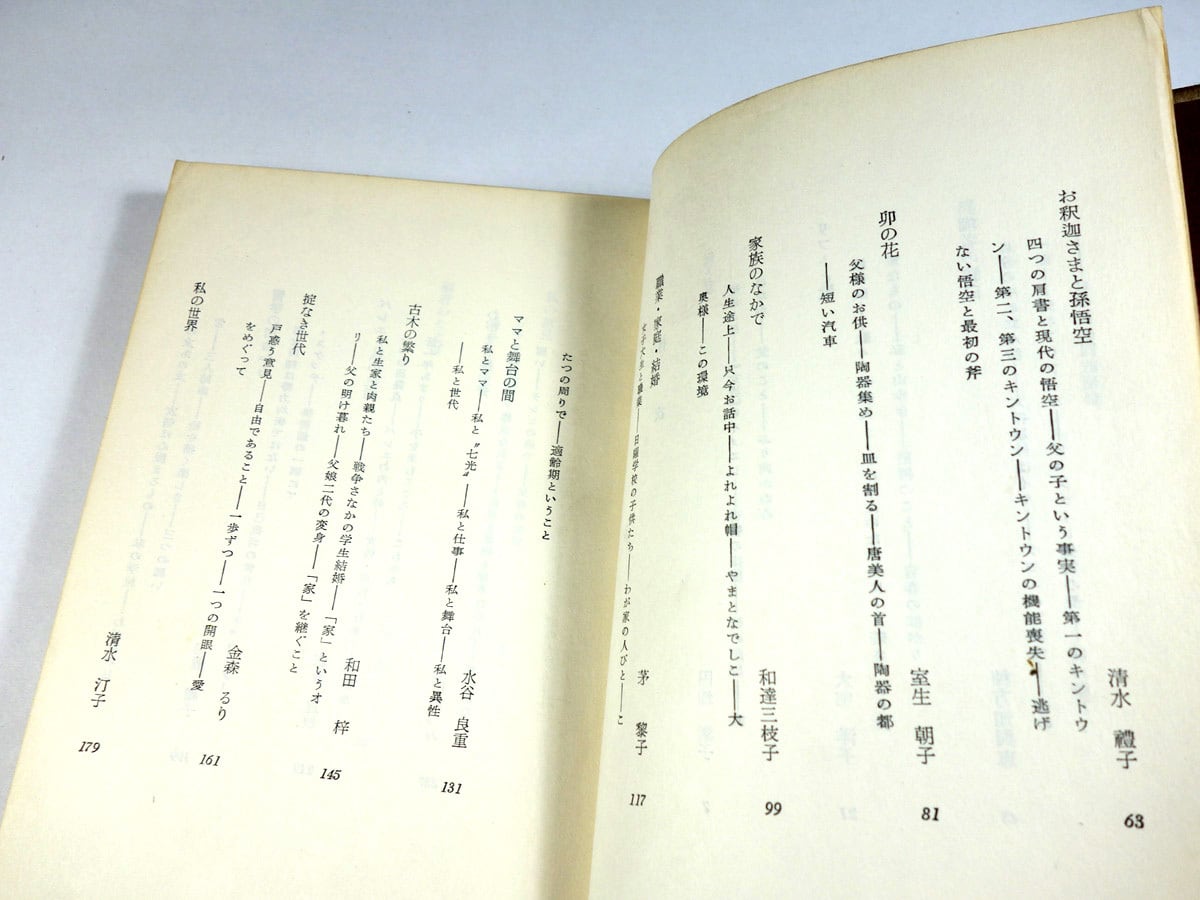 お釈迦さまと孫悟空
清水 禮子
63
四つの肩書と現代の悟空――父の子という事実――第一のキントウ
ン――第二、第三のキントウン――キントウンの機能喪失――逃げ
ない悟空と最初の斧
卯の花
室生 朝子
81
父様のお供――陶器集め――皿を割る――唐美人の首――陶器の都
――短い汽車
家族のなかで
和達三枝子
99
人生途上――只今お話中――よれよれ帽――やまとなでしこ――大
奥様――この環境
職業・家庭・結婚
茅 黎子
117
女子大生と職業――日曜学校の子供たち――わが家の人びと――こ
たつの周りで――適齢期ということ
ママと舞台の間
水谷 良重
131
私とママ――私と〝七光〟――私と仕事――私と舞台――私と異性
――私と世代
古木の繁り
和田 梓
145
私と生家と肉親たち――戦争さなかの学生結婚――「家」というオ
リ――父の明け暮れ――父娘二代の変身――「家」を継ぐこと
掟なき世代
金森 るり
161
戸惑う意見――自由であること――一歩ずつ――一つの開眼――愛
をめぐって
私の世界
清水 汀子
179